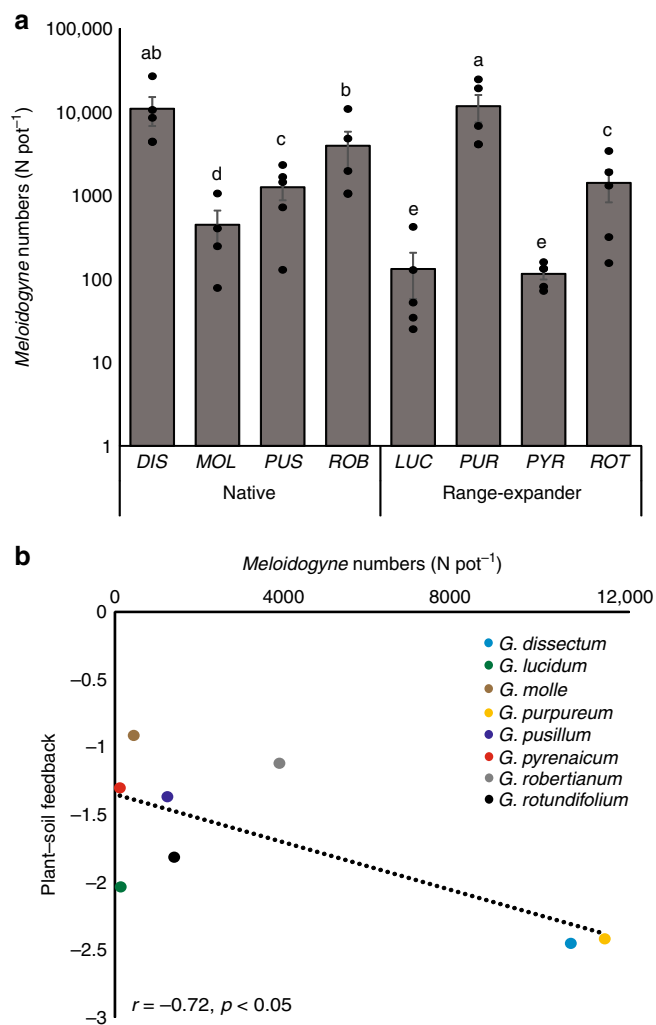 a
Meloidogyne numbers (N pot⁻¹)
100,000
10,000
1000
100
10
1
ab
d
c
b
e
a
e
c
DIS MOL PUS ROB LUC PUR PYR ROT
Native Range-expander
b
Meloidogyne numbers (N pot⁻¹)
0 4000 8000 12,000
Plant–soil feedback
0
–0.5
–1
–1.5
–2
–2.5
–3
G. dissectum
G. lucidum
G. molle
G. purpureum
G. pusillum
G. pyrenaicum
G. robertianum
G. rotundifolium
r = –0.72, p < 0.05